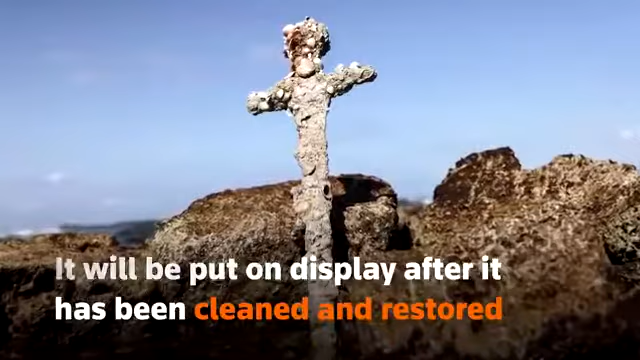 It will be put on display after it
has been cleaned and restored